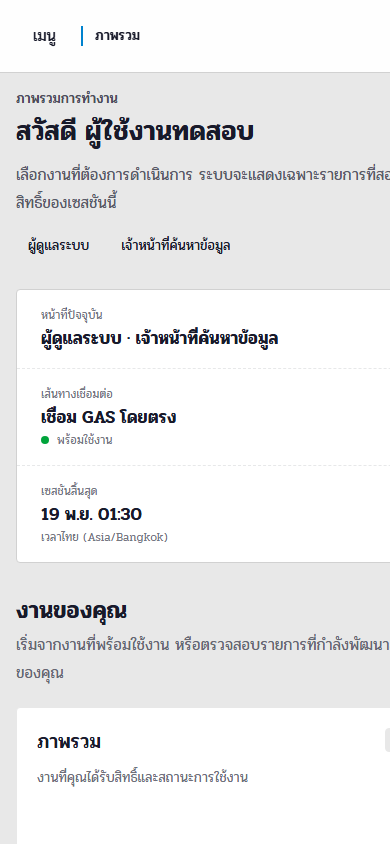 เมนู ภาพรวม
ภาพรวมการทำงาน
สวัสดี ผู้ใช้งานทดสอบ
เลือกงานที่ต้องการดำเนินการ ระบบจะแสดงเฉพาะรายการที่สอ
สิทธิ์ของเซสชันนี้
ผู้ดูแลระบบ เจ้าหน้าที่ค้นหาข้อมูล
หน้าที่ปัจจุบัน
ผู้ดูแลระบบ · เจ้าหน้าที่ค้นหาข้อมูล
เส้นทางเชื่อมต่อ
เชื่อม GAS โดยตรง
พร้อมใช้งาน
เซสชันสิ้นสุด
19 พ.ย. 01:30
เวลาไทย (Asia/Bangkok)
งานของคุณ
เริ่มจากงานที่พร้อมใช้งาน หรือตรวจสอบรายการที่กำลังพัฒนา
ของคุณ
ภาพรวม
งานที่คุณได้รับสิทธิ์และสถานะการใช้งาน